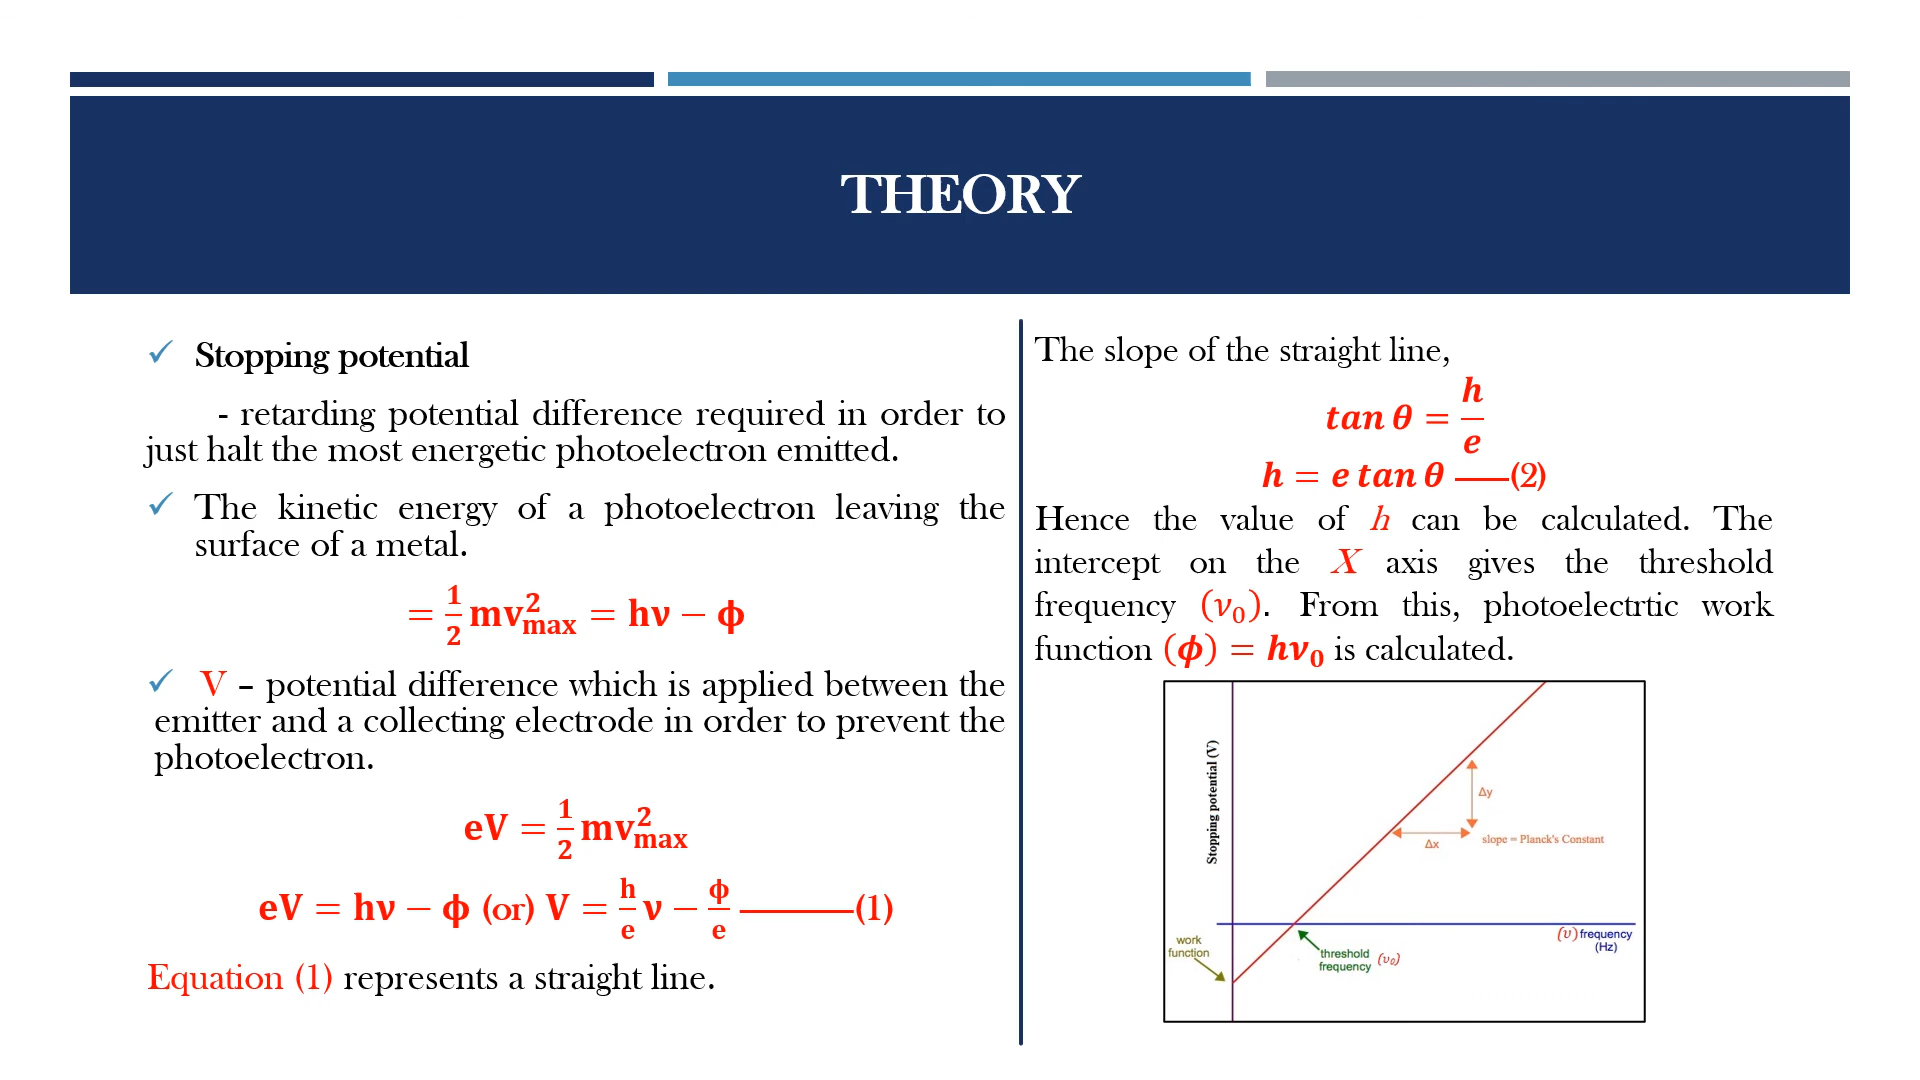 THEORY
✓ Stopping potential
- retarding potential difference required in order to
just halt the most energetic photoelectron emitted.
✓ The kinetic energy of a photoelectron leaving the
surface of a metal.
= 1/2 mv²max = hν − ϕ
✓ V – potential difference which is applied between the
emitter and a collecting electrode in order to prevent the
photoelectron.
eV = 1/2 mv²max
eV = hν − ϕ (or) V = h/e ν − ϕ/e ————(1)
Equation (1) represents a straight line.
The slope of the straight line,
tan θ = h/e
h = e tan θ ——(2)
Hence the value of h can be calculated. The
intercept on the X axis gives the threshold
frequency (ν₀). From this, photoelectrtic work
function (ϕ) = hν₀ is calculated.
Stopping potential (V)
Δy
Δx
slope = Planck's Constant
work
function
threshold
frequency (υ₀)
(υ) frequency
(Hz)